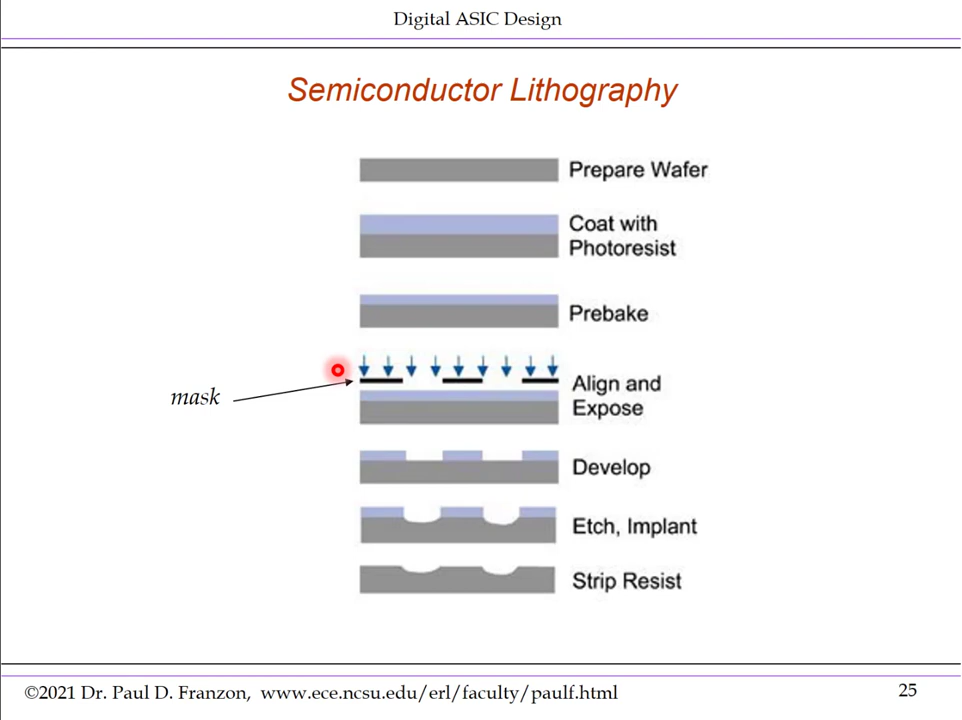 Digital ASIC Design
Semiconductor Lithography
Prepare Wafer
Coat with
Photoresist
Prebake
mask
Align and
Expose
Develop
Etch, Implant
Strip Resist
©2021 Dr. Paul D. Franzon, www.ece.ncsu.edu/erl/faculty/paulf.html
25